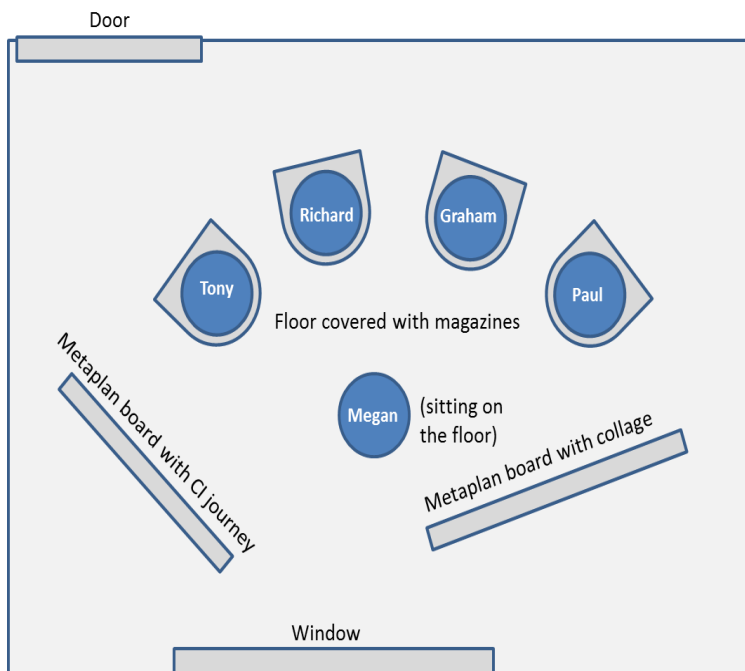 Door
Richard
Graham
Tony
Paul
Floor covered with magazines
Metaplan board with CI journey
Megan
(sitting on
the floor)
Metaplan board with collage
Window